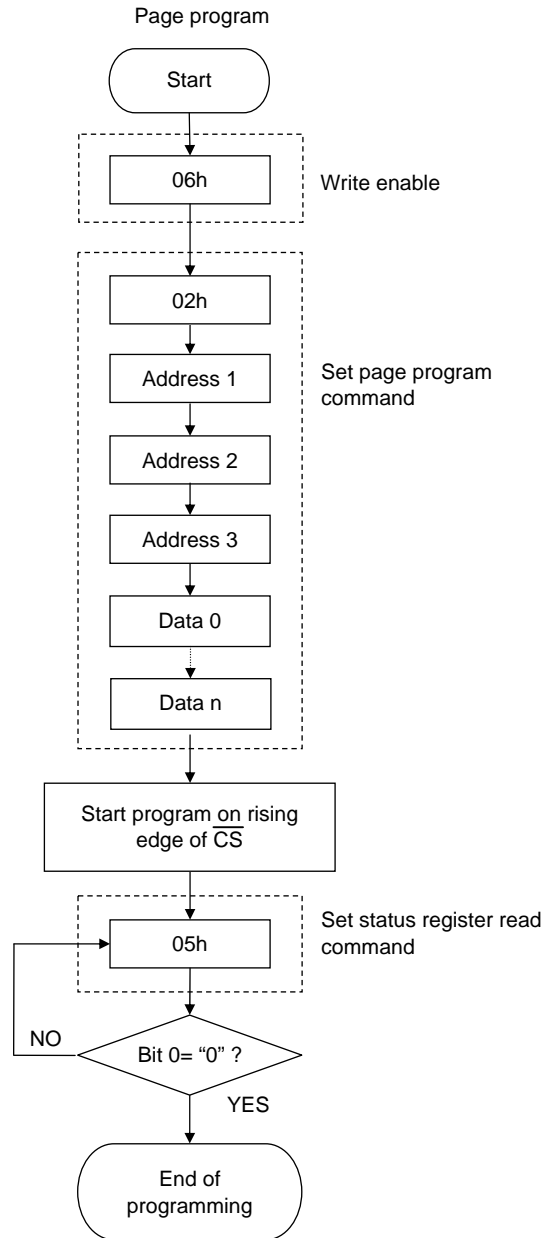 Page program
Start
06h
Write enable
02h
Address 1
Set page program
command
Address 2
Address 3
Data 0
Data n
Start program on rising
edge of C̅S̅
Set status register read
command
05h
NO
Bit 0= “0” ?
YES
End of
programming